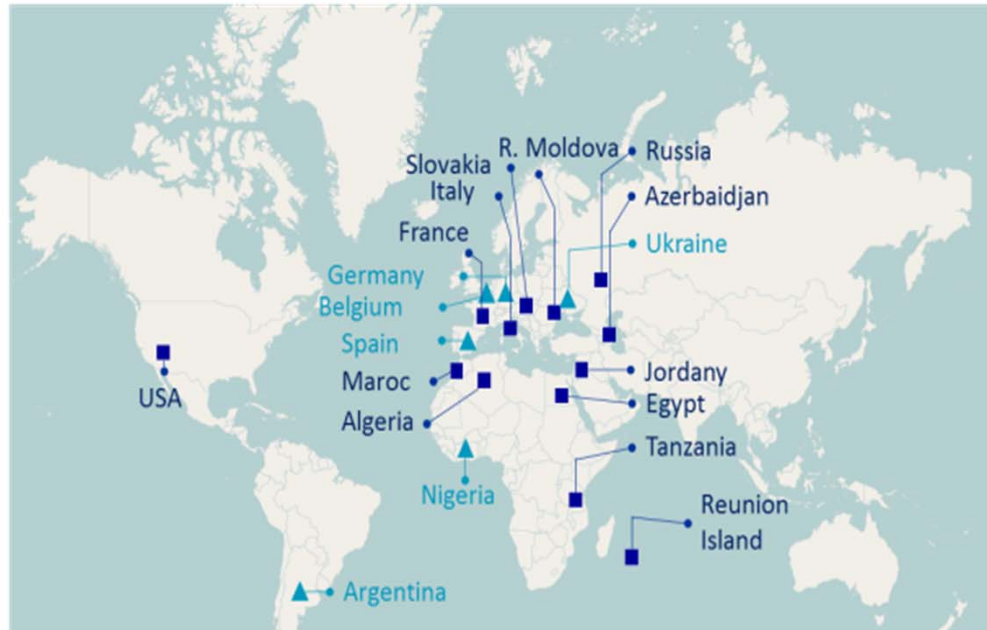 R. Moldova
Russia
Slovakia
Italy
Azerbaidjan
France
Ukraine
Germany
Belgium
Spain
Maroc
Jordany
USA
Egypt
Algeria
Tanzania
Nigeria
Reunion
Island
Argentina